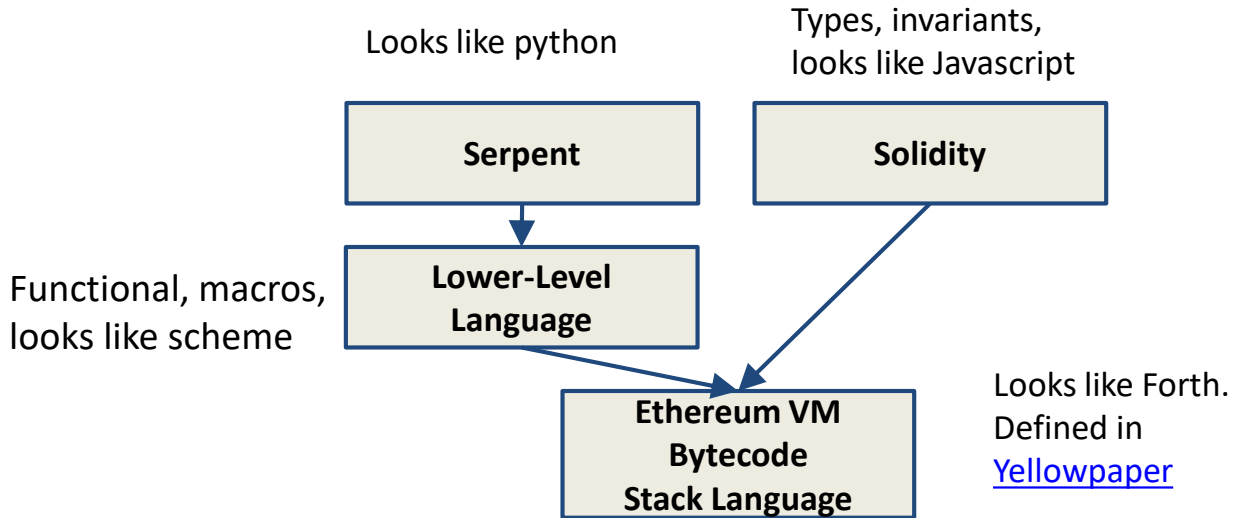 Looks like python
Types, invariants,
looks like Javascript
Serpent
Solidity
Functional, macros,
looks like scheme
Lower-Level
Language
Ethereum VM
Bytecode
Stack Language
Looks like Forth.
Defined in
Yellowpaper